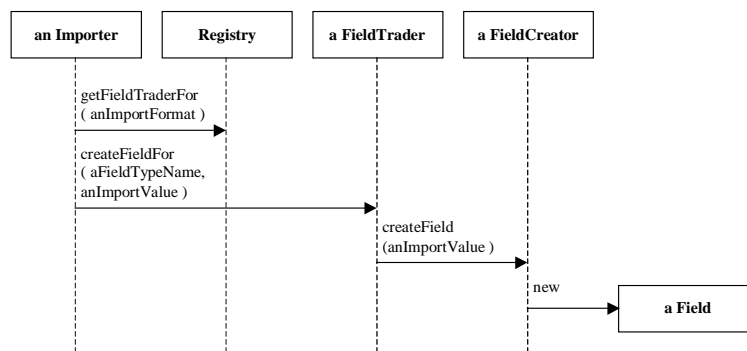 an Importer
Registry
a FieldTrader
a FieldCreator
getFieldTraderFor
( anImportFormat )
createFieldFor
( aFieldTypeName,
anImportValue )
createField
(anImportValue )
new
a Field